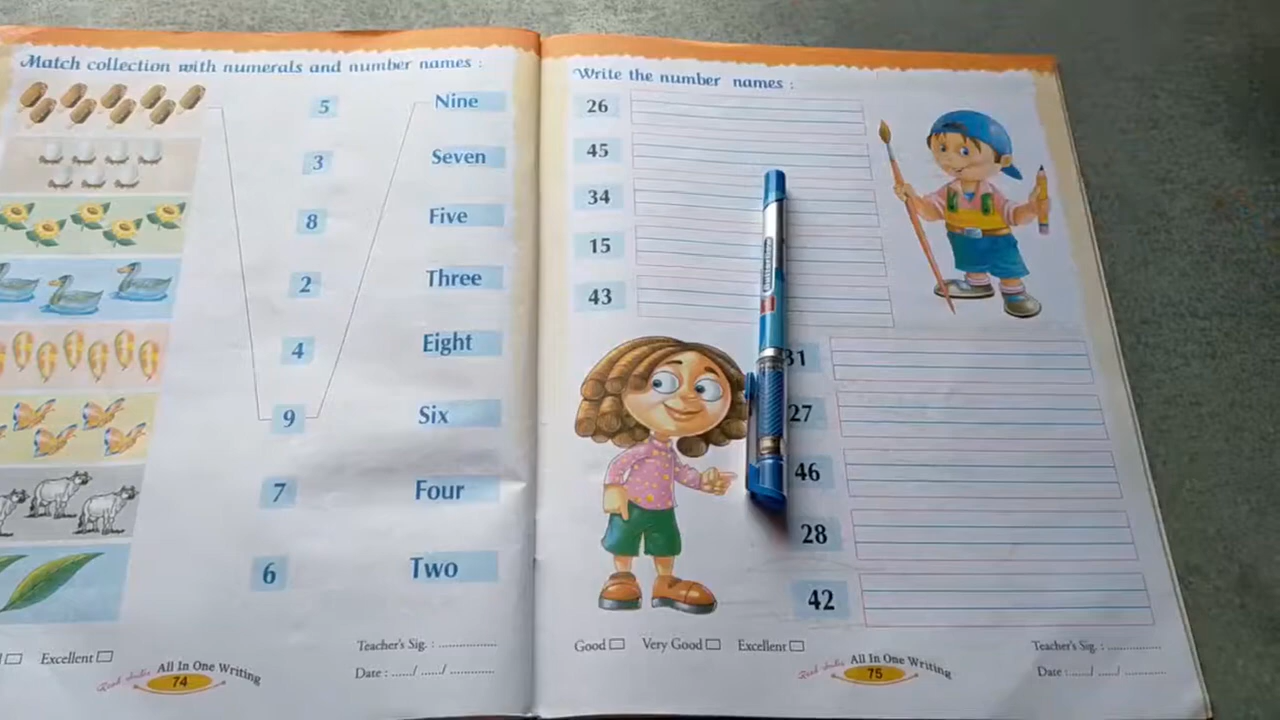 Match collection with numerals and number names :
5
Nine
3
Seven
8
Five
2
Three
4
Eight
9
Six
7
Four
6
Two
Excellent
Teacher's Sig. : ................
Date : ....../ ....../ ............
All In One Writing
74
Write the number names :
26
45
34
15
43
31
27
46
28
42
Good
Very Good
Excellent
Teacher's Sig. : ................
Date : ....../ ....../ ............
All In One Writing
75